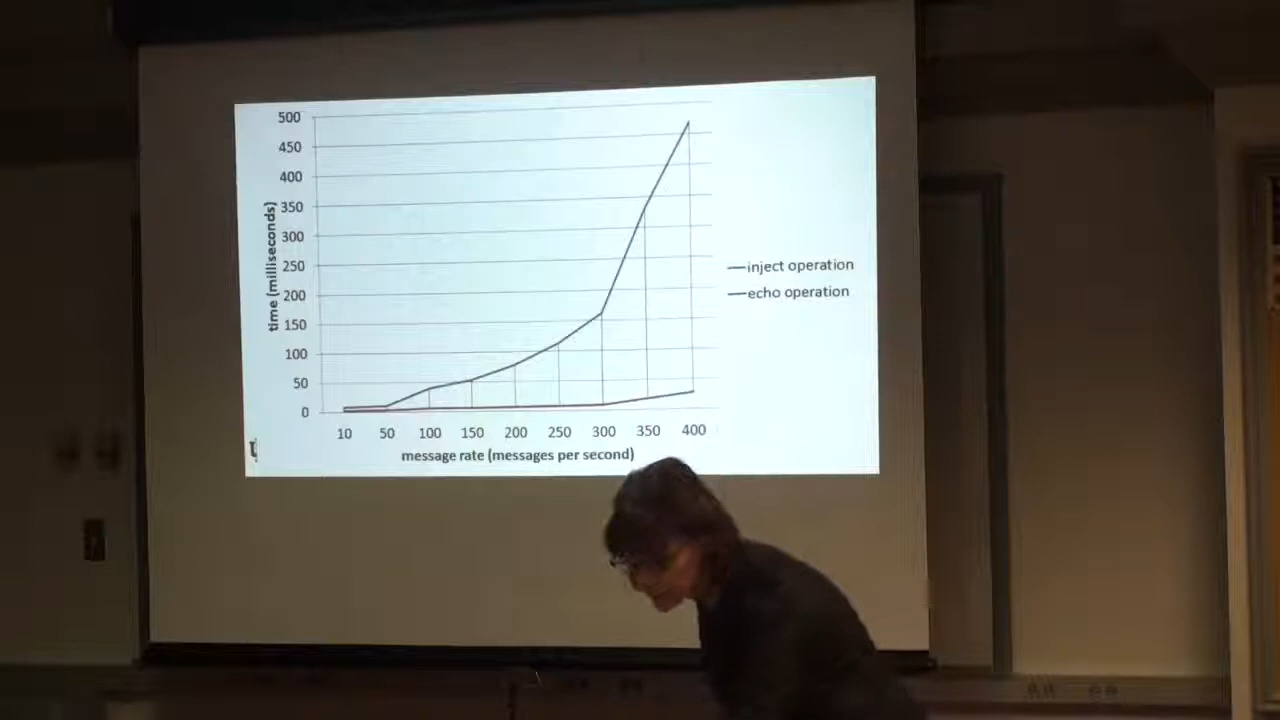 500
450
400
350
300
250
200
150
100
50
0
time (milliseconds)
10 50 100 150 200 250 300 350 400
message rate (messages per second)
inject operation
echo operation